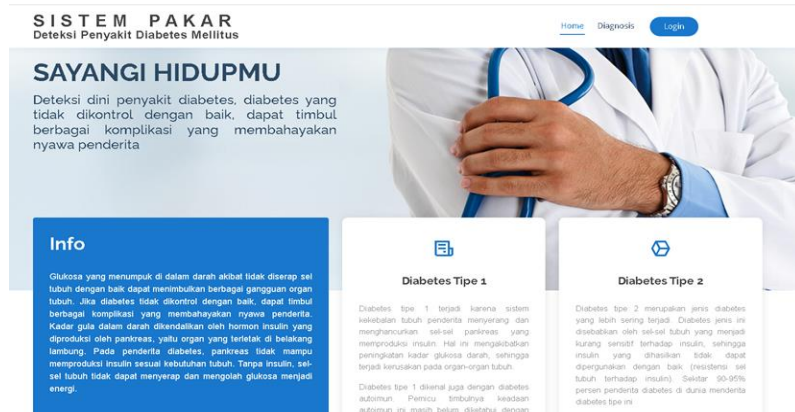 SISTEM PAKAR
Deteksi Penyakit Diabetes Mellitus
Home Diagnosis Login
SAYANGI HIDUPMU
Deteksi dini penyakit diabetes, diabetes yang
tidak dikontrol dengan baik, dapat timbul
berbagai komplikasi yang membahayakan
nyawa penderita
Info
Glukosa yang menumpuk di dalam darah akibat tidak diserap sel
tubuh dengan baik dapat menimbulkan berbagai gangguan organ
tubuh. Jika diabetes tidak dikontrol dengan baik, dapat timbul
berbagai komplikasi yang membahayakan nyawa penderita.
Kadar gula dalam darah dikendalikan oleh hormon insulin yang
diproduksi oleh pankreas, yaitu organ yang terletak di belakang
lambung. Pada penderita diabetes, pankreas tidak mampu
memproduksi insulin sesuai kebutuhan tubuh. Tanpa insulin, sel-
sel tubuh tidak dapat menyerap dan mengolah glukosa menjadi
energi.
Diabetes Tipe 1
Diabetes tipe 1 terjadi karena sistem
kekebalan tubuh penderita menyerang dan
menghancurkan sel-sel pankreas yang
memproduksi insulin. Hal ini mengakibatkan
peningkatan kadar glukosa darah, sehingga
terjadi kerusakan pada organ-organ tubuh.
Diabetes tipe 1 dikenal juga dengan diabetes
autoimun. Pemicu timbulnya keadaan
autoimun ini masih belum diketahui dengan
Diabetes Tipe 2
Diabetes tipe 2 merupakan jenis diabetes
yang lebih sering terjadi. Diabetes jenis ini
disebabkan oleh sel-sel tubuh yang menjadi
kurang sensitif terhadap insulin, sehingga
insulin yang dihasilkan tidak dapat
dipergunakan dengan baik (resistensi sel
tubuh terhadap insulin). Sekitar 90-95%
persen penderita diabetes di dunia menderita
diabetes tipe ini